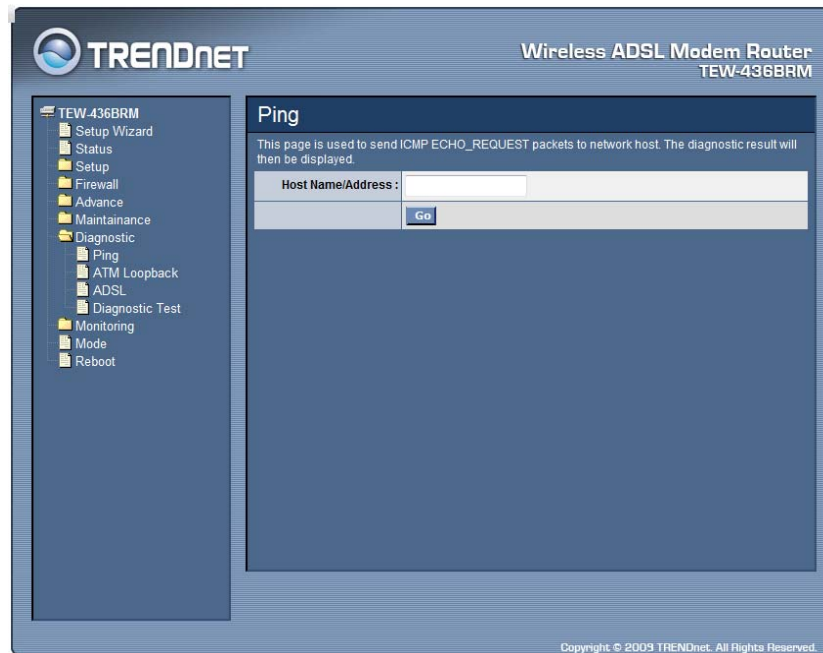 TRENDNET
Wireless ADSL Modem Router
TEW-436BRM
TEW-436BRM
Setup Wizard
Status
Setup
Firewall
Advance
Maintainance
Diagnostic
Ping
ATM Loopback
ADSL
Diagnostic Test
Monitoring
Mode
Reboot
Ping
This page is used to send ICMP ECHO_REQUEST packets to network host. The diagnostic result will
then be displayed.
Host Name/Address :
Go
Copyright © 2009 TRENDnet. All Rights Reserved.